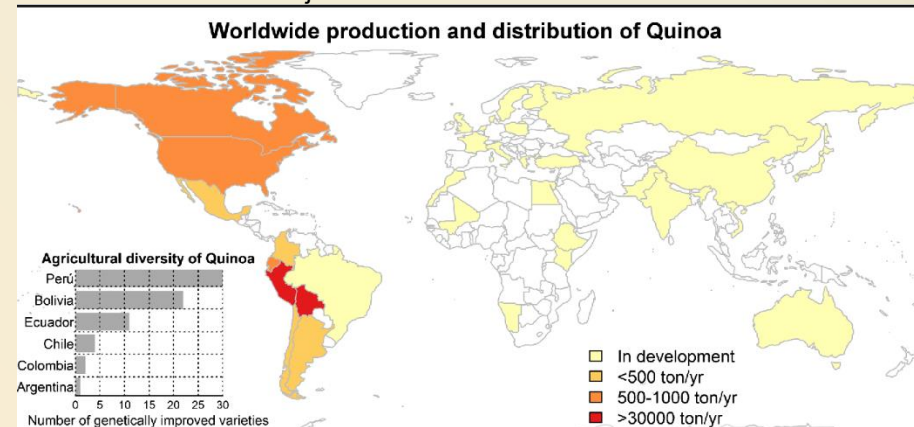 Worldwide production and distribution of Quinoa
Agricultural diversity of Quinoa
Perú
Bolivia
Ecuador
Chile
Colombia
Argentina
0 5 10 15 20 25 30
Number of genetically improved varieties
In development
<500 ton/yr
500-1000 ton/yr
>30000 ton/yr